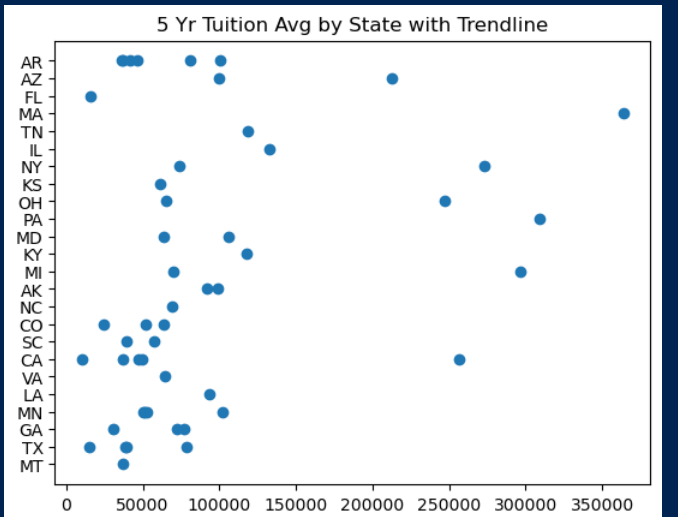 5 Yr Tuition Avg by State with Trendline
AR
AZ
FL
MA
TN
IL
NY
KS
OH
PA
MD
KY
MI
AK
NC
CO
SC
CA
VA
LA
MN
GA
TX
MT
0 50000 100000 150000 200000 250000 300000 350000